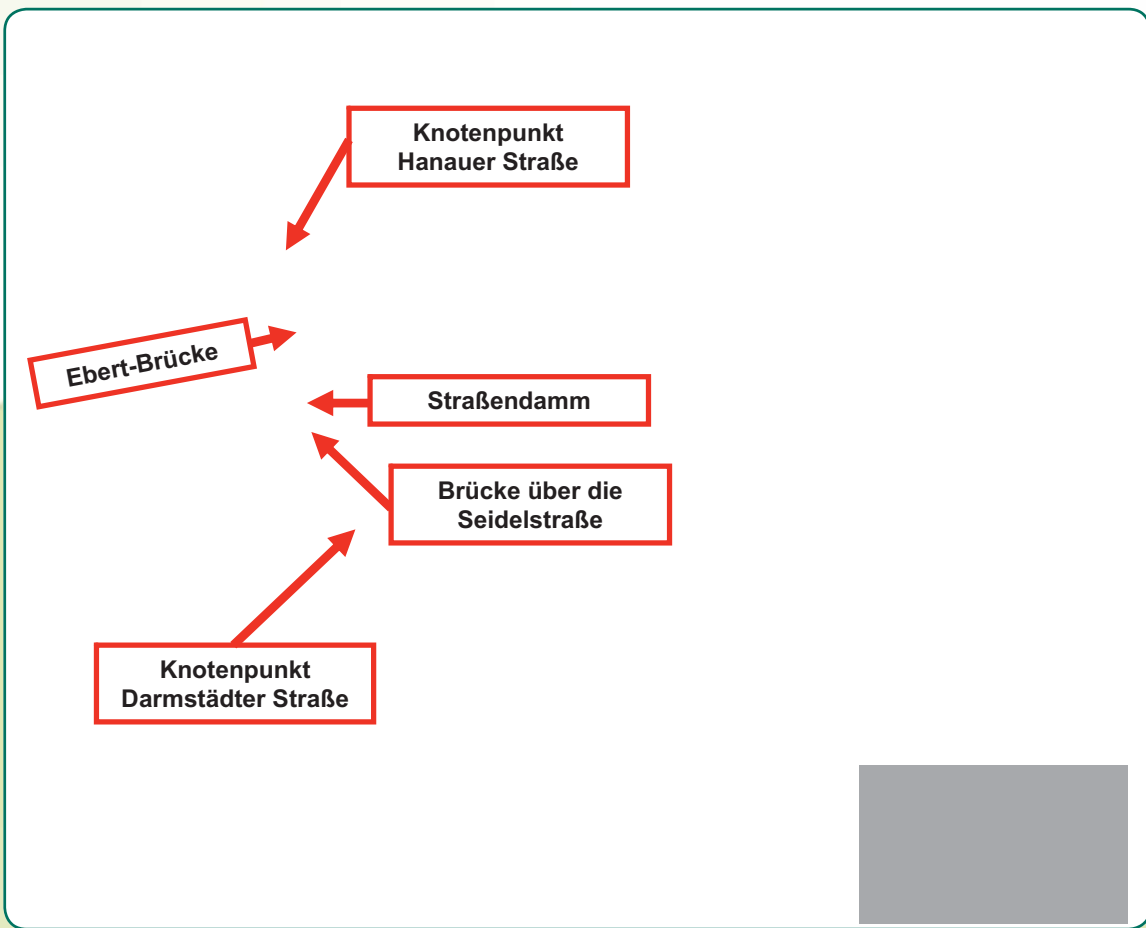 Knotenpunkt
Hanauer Straße
Ebert-Brücke
Straßendamm
Brücke über die
Seidelstraße
Knotenpunkt
Darmstädter Straße